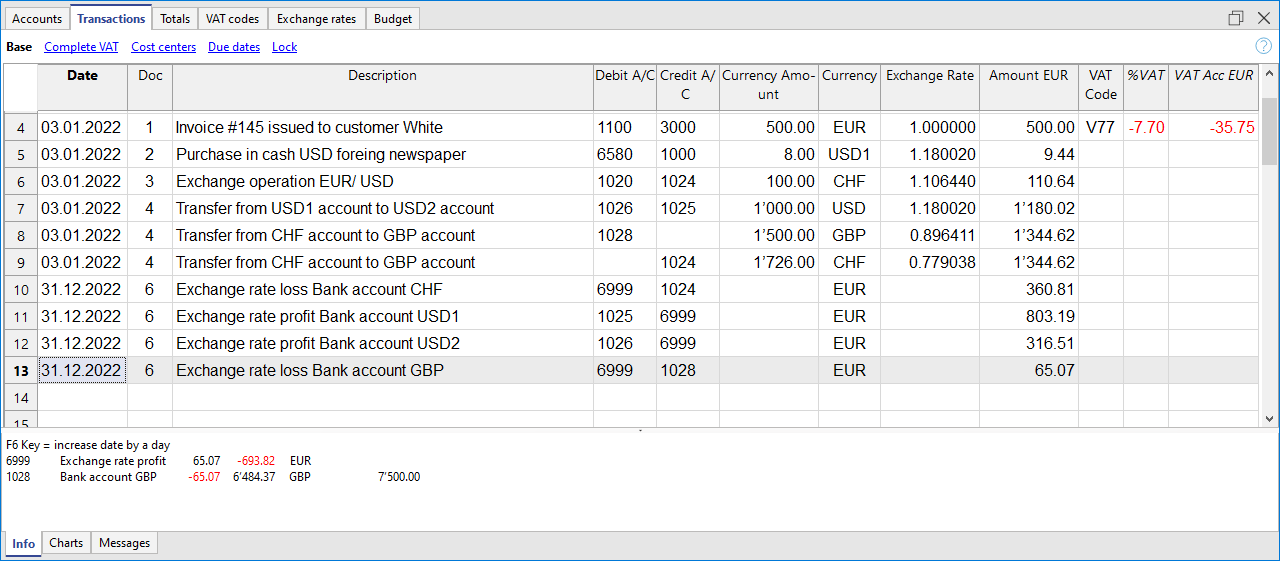 Accounts Transactions Totals VAT codes Exchange rates Budget
Base Complete VAT Cost centers Due dates Lock ?
Date Doc Description Debit A/C Credit A/ Currency Amo- Currency Exchange Rate Amount EUR VAT %VAT VAT Acc EUR
C unt Code
4 03.01.2022 1 Invoice #145 issued to customer White 1100 3000 500.00 EUR 1.000000 500.00 V77 -7.70 -35.75
5 03.01.2022 2 Purchase in cash USD foreing newspaper 6580 1000 8.00 USD1 1.180020 9.44
6 03.01.2022 3 Exchange operation EUR/ USD 1020 1024 100.00 CHF 1.106440 110.64
7 03.01.2022 4 Transfer from USD1 account to USD2 account 1026 1025 1’000.00 USD 1.180020 1’180.02
8 03.01.2022 4 Transfer from CHF account to GBP account 1028 1’500.00 GBP 0.896411 1’344.62
9 03.01.2022 4 Transfer from CHF account to GBP account 1024 1’726.00 CHF 0.779038 1’344.62
10 31.12.2022 6 Exchange rate loss Bank account CHF 6999 1024 EUR 360.81
11 31.12.2022 6 Exchange rate profit Bank account USD1 1025 6999 EUR 803.19
12 31.12.2022 6 Exchange rate profit Bank account USD2 1026 6999 EUR 316.51
13 31.12.2022 6 Exchange rate loss Bank account GBP 6999 1028 EUR 65.07
14
15
F6 Key = increase date by a day
6999 Exchange rate profit 65.07 -693.82 EUR
1028 Bank account GBP -65.07 6’484.37 GBP 7’500.00
Info Charts Messages